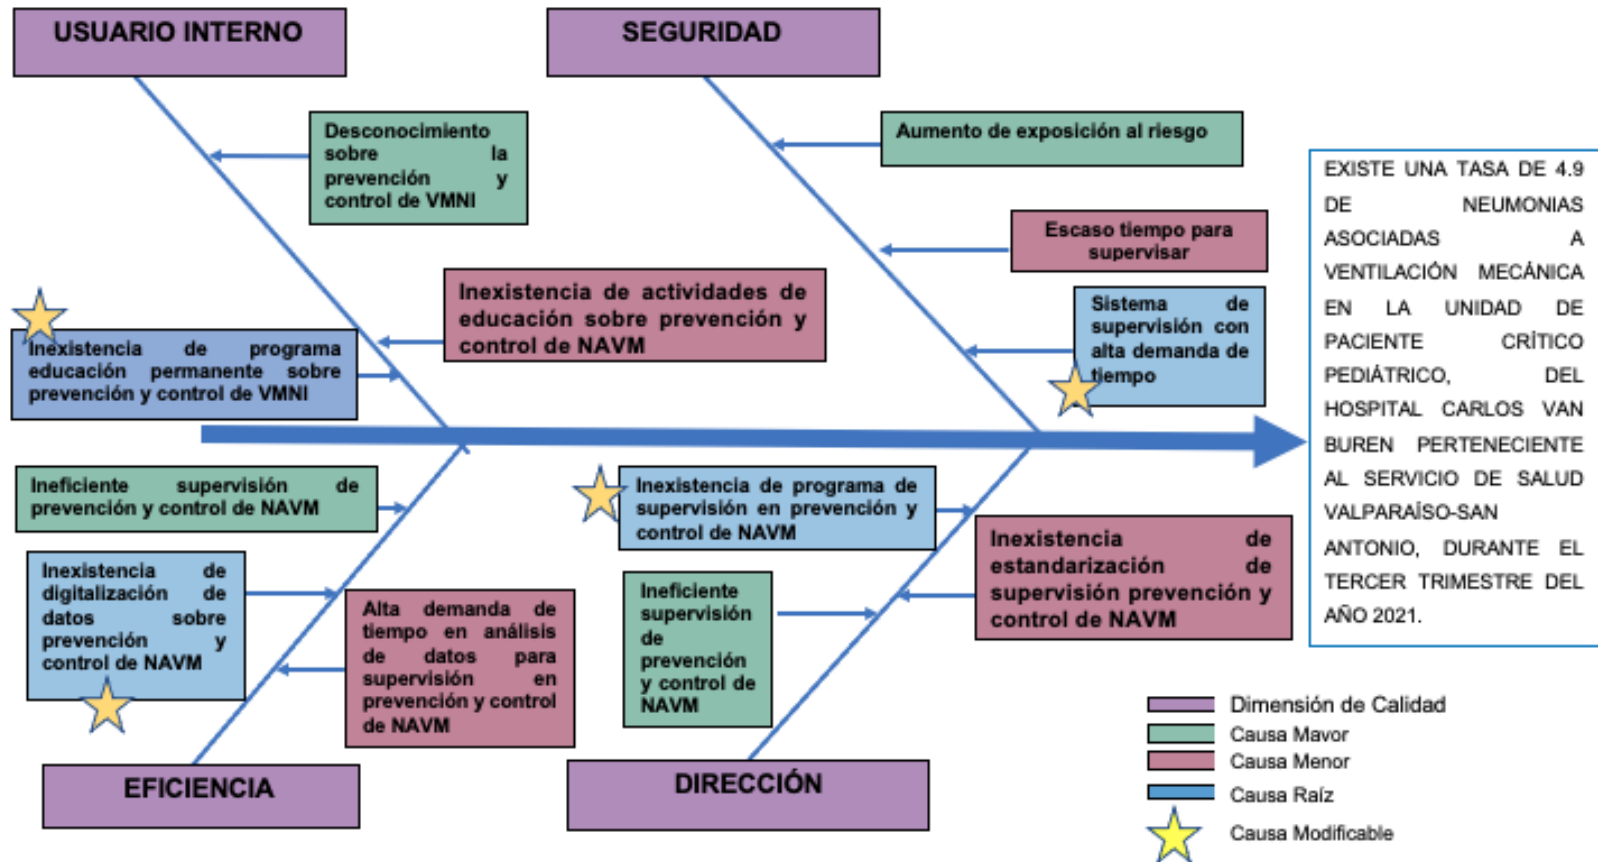 USUARIO INTERNO
SEGURIDAD
Desconocimiento
sobre la
prevención y
control de VMNI
Aumento de exposición al riesgo
Escaso tiempo para
supervisar
Inexistencia de actividades de
educación sobre prevención y
control de NAVM
Sistema de
supervisión con
alta demanda de
tiempo
Inexistencia de programa
educación permanente sobre
prevención y control de VMNI
EXISTE UNA TASA DE 4.9
DE NEUMONIAS
ASOCIADAS A
VENTILACIÓN MECÁNICA
EN LA UNIDAD DE
PACIENTE CRÍTICO
PEDIÁTRICO, DEL
HOSPITAL CARLOS VAN
BUREN PERTENECIENTE
AL SERVICIO DE SALUD
VALPARAÍSO-SAN
ANTONIO, DURANTE EL
TERCER TRIMESTRE DEL
AÑO 2021.
Ineficiente supervisión de
prevención y control de NAVM
Inexistencia de programa de
supervisión en prevención y
control de NAVM
Inexistencia de
estandarización de
supervisión prevención y
control de NAVM
Inexistencia de
digitalización de
datos sobre
prevención y
control de NAVM
Alta demanda de
tiempo en análisis
de datos para
supervisión en
prevención y control
de NAVM
Ineficiente
supervisión
de
prevención
y control de
NAVM
EFICIENCIA
DIRECCIÓN
Dimensión de Calidad
Causa Mavor
Causa Menor
Causa Raíz
Causa Modificable